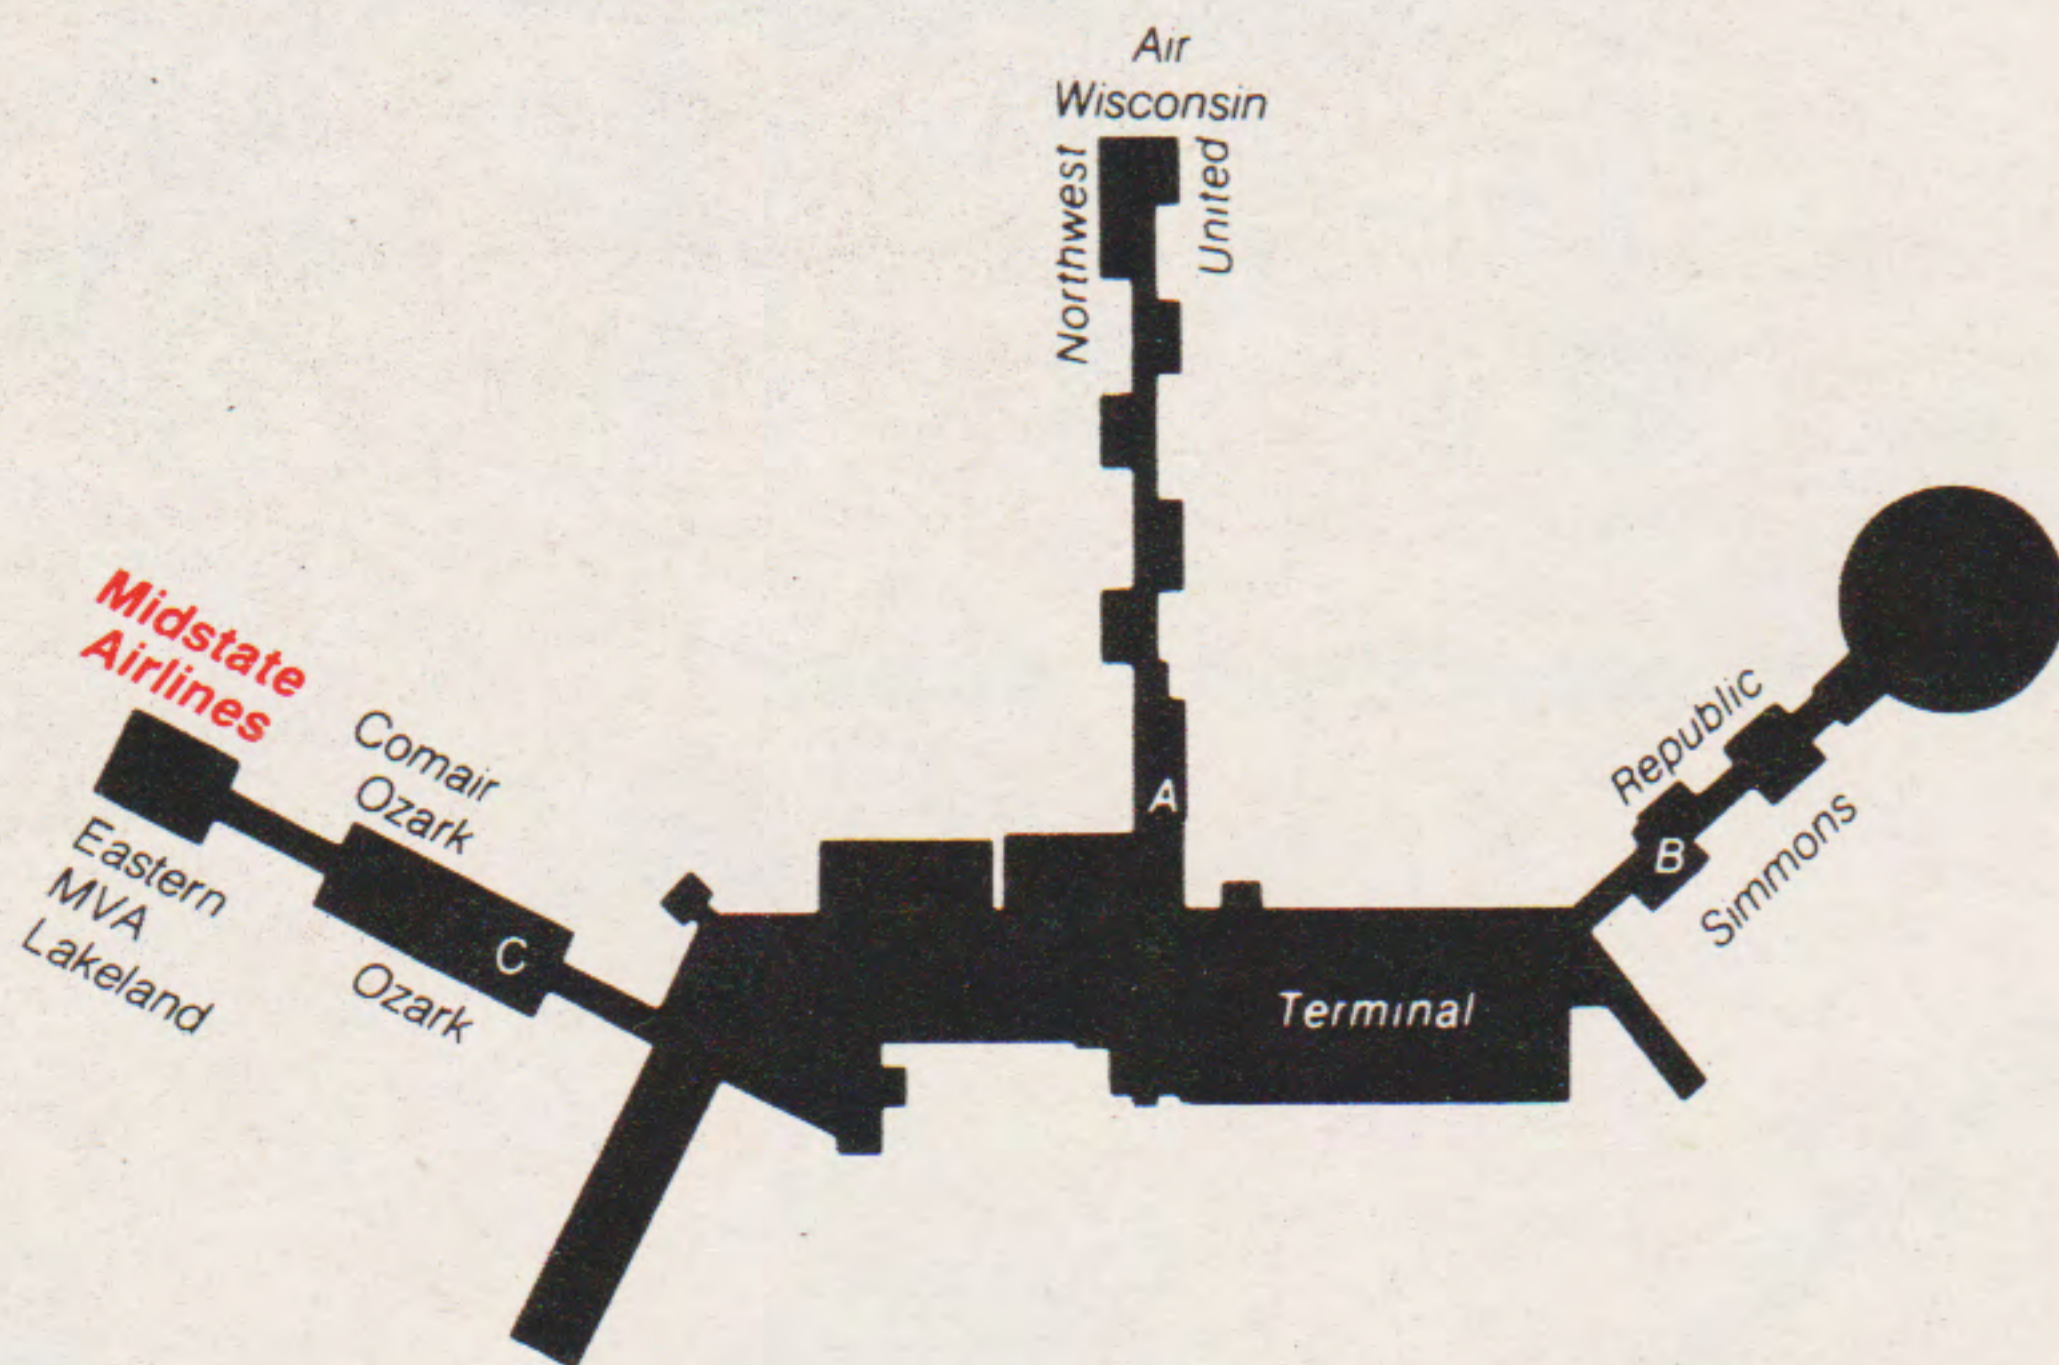 Air
Wisconsin
Northwest
United
Midstate
Airlines
Comair
Ozark
Eastern
MVA
Lakeland
C
Ozark
A
Republic
B
Simmons
Terminal